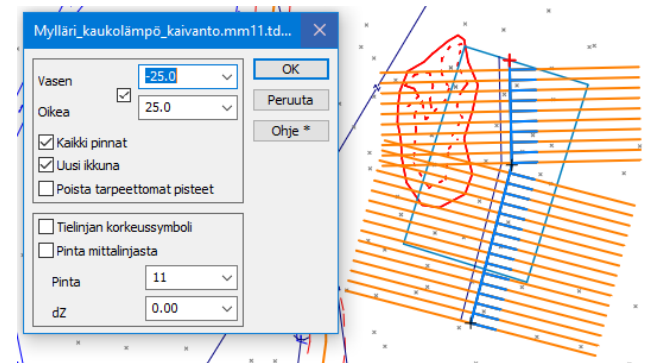 Mylläri_kaukolämpö_kaivanto.mm11.td...
Vasen
-25.0
OK
Oikea
25.0
Peruuta
Kaikki pinnat
Ohje *
Uusi ikkuna
Poista tarpeettomat pisteet
Tielinjan korkeussymboli
Pinta mittalinjasta
Pinta
11
dZ
0.00